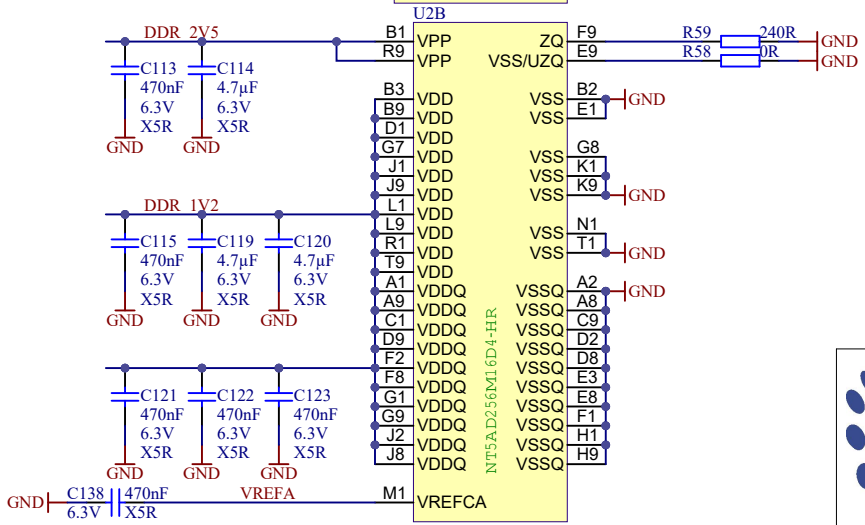 U2B
DDR_2V5
B1 VPP ZQ F9 R59 240R GND
R9 VPP VSS/UZQ E9 R58 0R GND
C113 C114
470nF 4.7µF
6.3V 6.3V
X5R X5R
GND GND
B3 VDD VSS B2 GND
B9 VDD VSS E1
D1 VDD
G7 VDD VSS G8
J1 VDD VSS K1
J9 VDD VSS K9 GND
DDR_1V2
L1 VDD
L9 VDD VSS N1
R1 VDD VSS T1 GND
T9 VDD
C115 C119 C120
470nF 4.7µF 4.7µF
6.3V 6.3V 6.3V
X5R X5R X5R
GND GND GND
A1 VDDQ VSSQ A2 GND
A9 VDDQ VSSQ A8
C1 VDDQ VSSQ C9
D9 VDDQ VSSQ D2
F2 VDDQ VSSQ D8
F8 VDDQ VSSQ E3
G1 VDDQ VSSQ E8
G9 VDDQ VSSQ F1
J2 VDDQ VSSQ H1
J8 VDDQ VSSQ H9
NT5AD256M16D4-HR
C121 C122 C123
470nF 470nF 470nF
6.3V 6.3V 6.3V
X5R X5R X5R
GND GND GND
GND C138 470nF VREFA M1 VREFCA
6.3V X5R